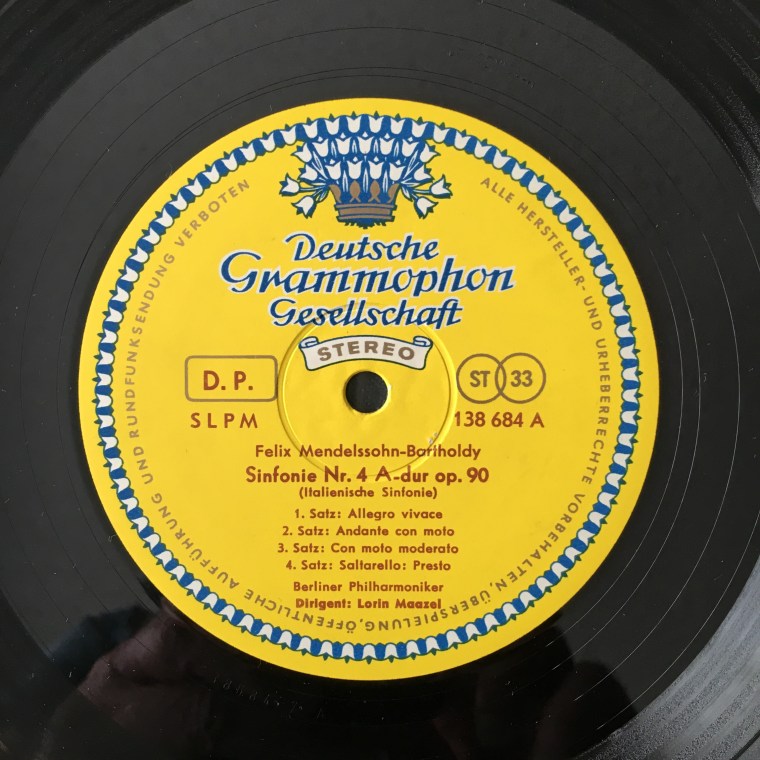 Deutsche
Grammophon
Gesellschaft
STEREO
D. P.
ST 33
SLPM
138 684 A
Felix Mendelssohn-Bartholdy
Sinfonie Nr. 4 A-dur op. 90
(Italienische Sinfonie)
1. Satz: Allegro vivace
2. Satz: Andante con moto
3. Satz: Con moto moderato
4. Satz: Saltarello: Presto
Berliner Philharmoniker
Dirigent: Lorin Maazel
ALLE HERSTELLER- UND URHEBERRECHTE VORBEHALTEN, ÜBERSPIELUNG, ÖFFENTLICHE AUFFÜHRUNG UND RUNDFUNKSENDUNG VERBOTEN